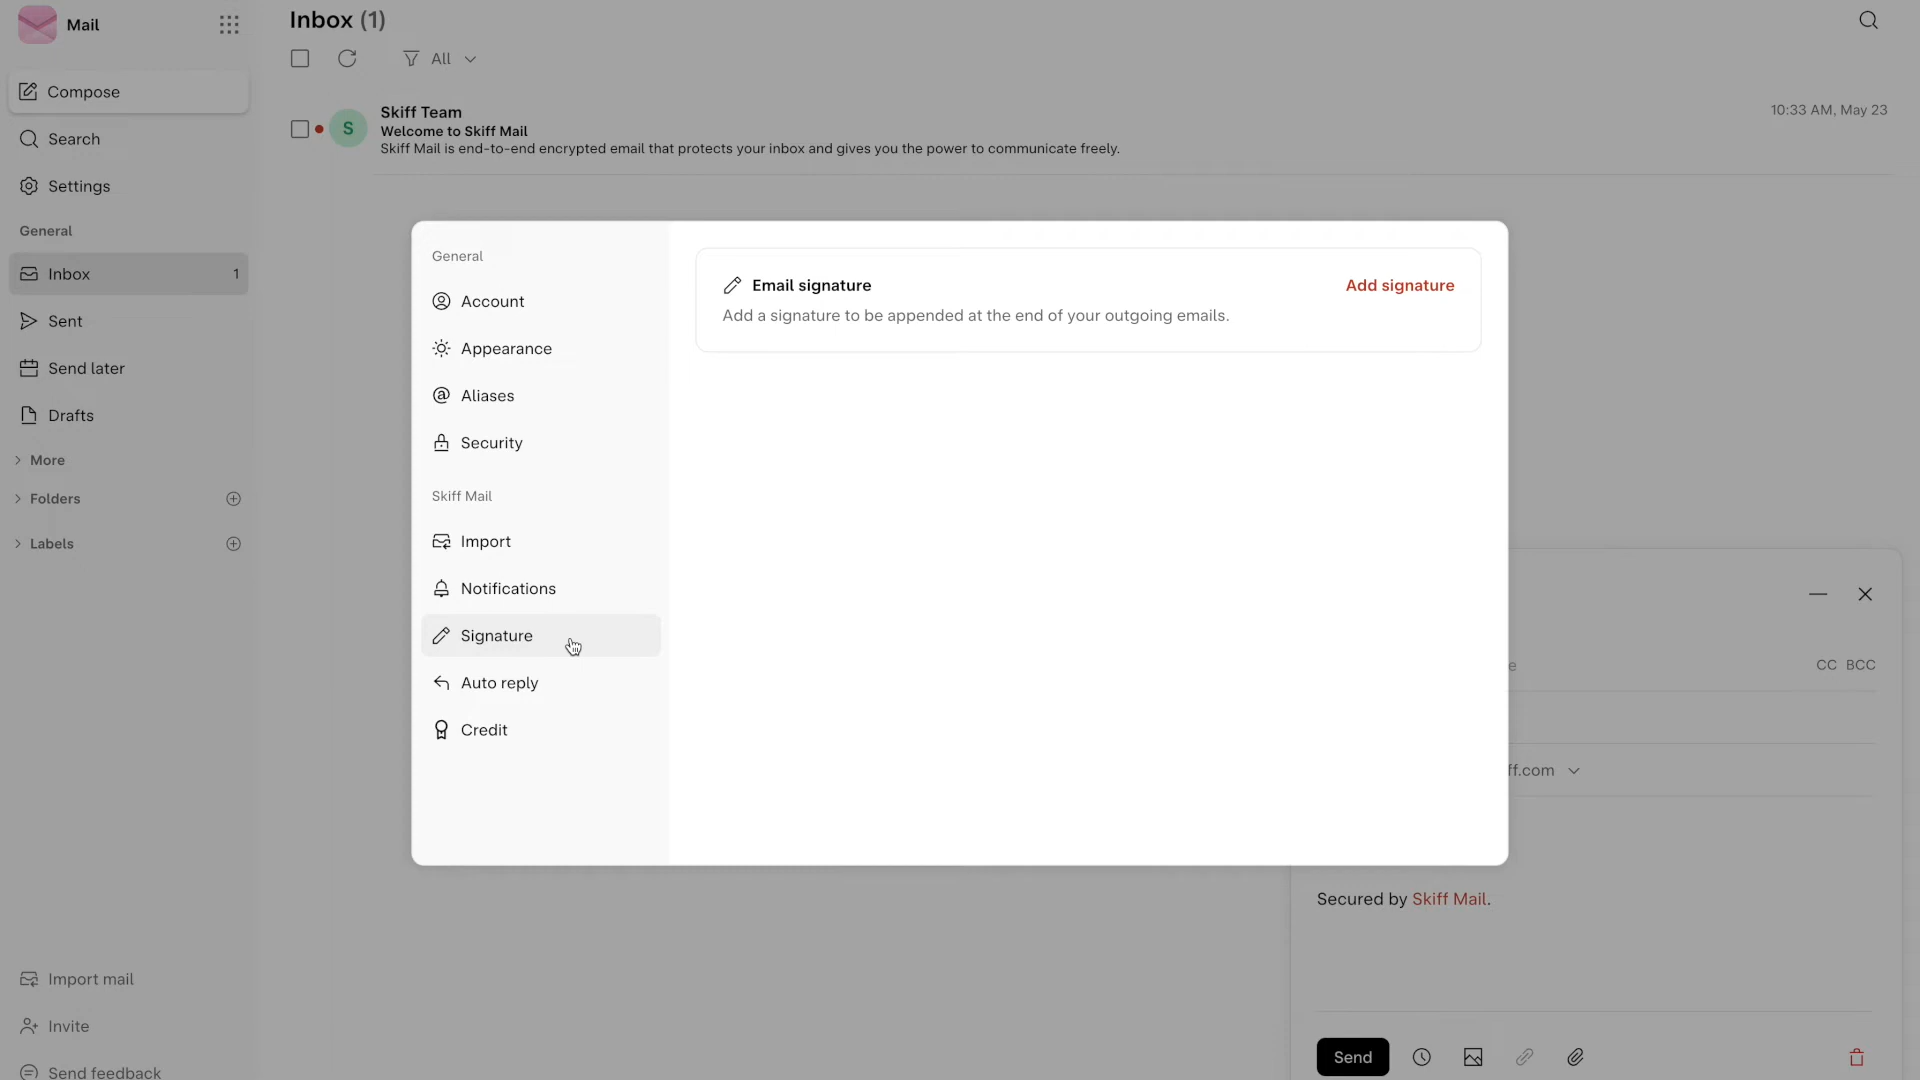 Mail
Compose
Search
Settings
General
Inbox 1
Sent
Send later
Drafts
More
Folders
Labels
Import mail
Invite
Send feedback
Inbox (1)
All
S
Skiff Team
Welcome to Skiff Mail
Skiff Mail is end-to-end encrypted email that protects your inbox and gives you the power to communicate freely.
10:33 AM, May 23
General
Account
Appearance
Aliases
Security
Skiff Mail
Import
Notifications
Signature
Auto reply
Credit
Email signature
Add signature
Add a signature to be appended at the end of your outgoing emails.
CC BCC
ff.com
Secured by Skiff Mail.
Send